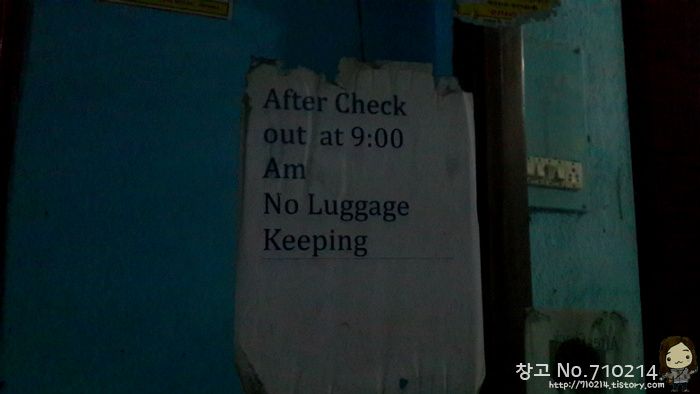 After Check
out at 9:00
Am
No Luggage
Keeping
창고 No.710214
http://710214.tistory.com/